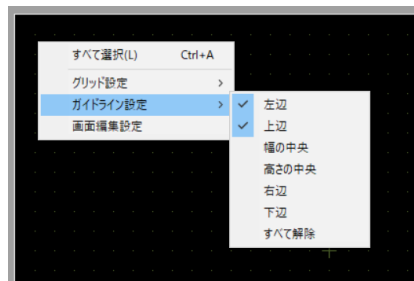 すべて選択(L) Ctrl+A
グリッド設定
ガイドライン設定
画面編集設定
左辺
上辺
幅の中央
高さの中央
右辺
下辺
すべて解除